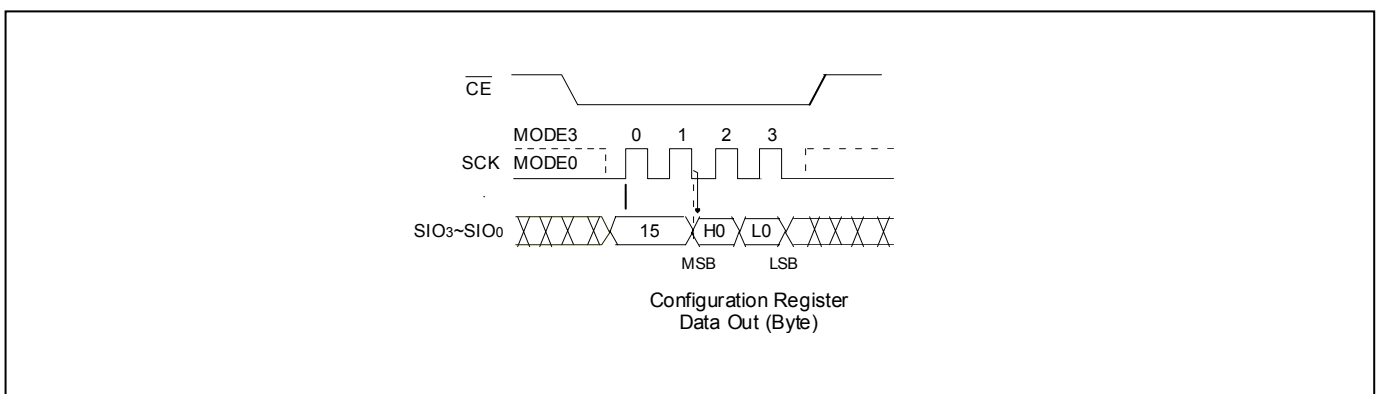 CE
MODE3 0 1 2 3
SCK MODE0
SIO3~SIO0 15 H0 L0
MSB LSB
Configuration Register
Data Out (Byte)